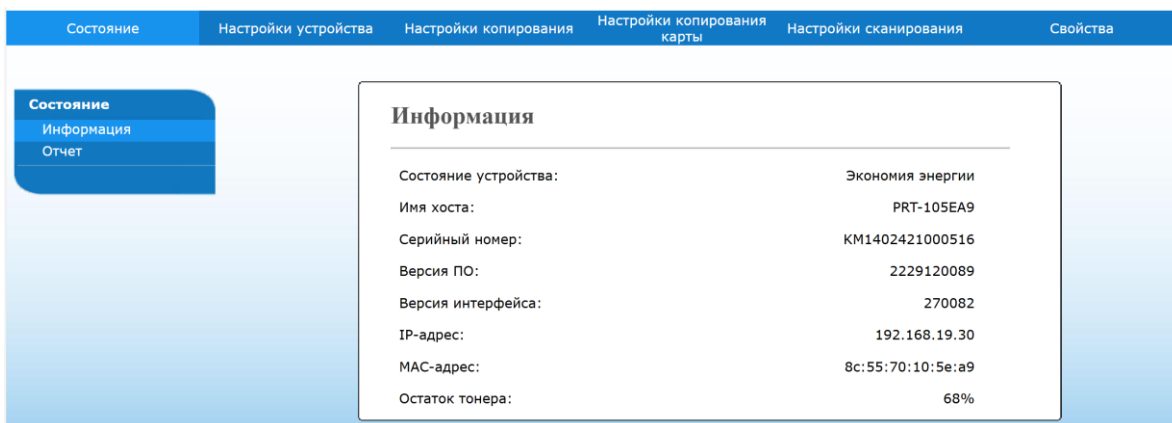 Состояние
Настройки устройства
Настройки копирования
Настройки копирования
карты
Настройки сканирования
Свойства
Состояние
Информация
Отчет
Информация
Состояние устройства: Экономия энергии
Имя хоста: PRT-105EA9
Серийный номер: KM1402421000516
Версия ПО: 2229120089
Версия интерфейса: 270082
IP-адрес: 192.168.19.30
МАС-адрес: 8c:55:70:10:5e:a9
Остаток тонера: 68%